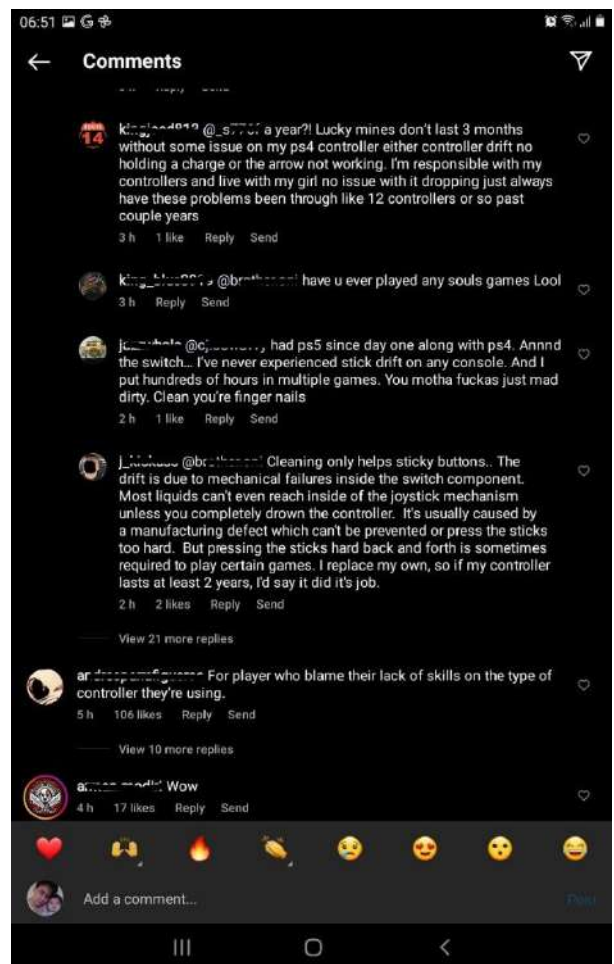 06:51
Comments
14
a year?! Lucky mines don't last 3 months
without some issue on my ps4 controller either controller drift no
holding a charge or the arrow not working. I'm responsible with my
controllers and live with my girl no issue with it dropping just always
have these problems been through like 12 controllers or so past
couple years
3 h 1 like Reply Send
have u ever played any souls games Lool
3 h Reply Send
had ps5 since day one along with ps4. Annnd
the switch... I've never experienced stick drift on any console. And I
put hundreds of hours in multiple games. You motha fuckas just mad
dirty. Clean you're finger nails
2 h 1 like Reply Send
Cleaning only helps sticky buttons.. The
drift is due to mechanical failures inside the switch component.
Most liquids can't even reach inside of the joystick mechanism
unless you completely drown the controller. It's usually caused by
a manufacturing defect which can't be prevented or press the sticks
too hard. But pressing the sticks hard back and forth is sometimes
required to play certain games. I replace my own, so if my controller
lasts at least 2 years, I'd say it did it's job.
2 h 2 likes Reply Send
View 21 more replies
For player who blame their lack of skills on the type of
controller they're using.
5 h 106 likes Reply Send
View 10 more replies
Wow
4 h 17 likes Reply Send
Add a comment...
Post